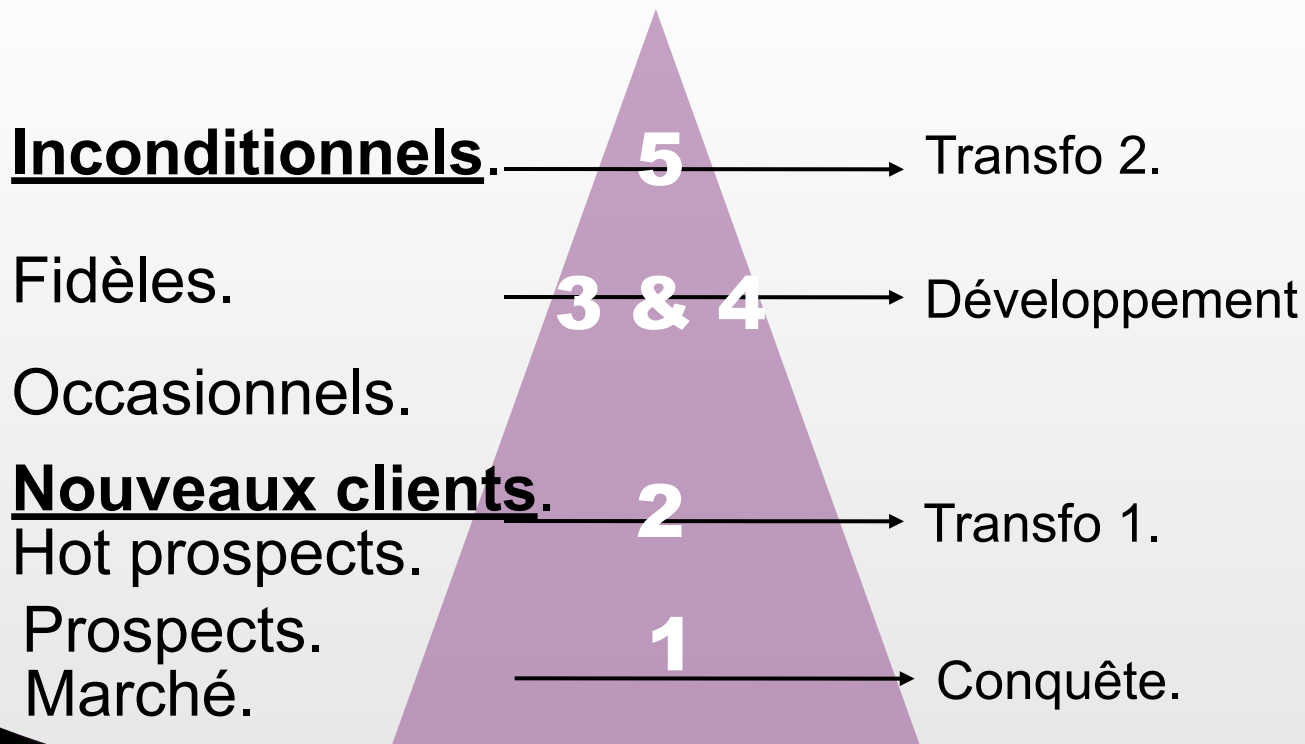 Inconditionnels.
5
Transfo 2.
Fidèles.
3 & 4
Développement
Occasionnels.
Nouveaux clients.
2
Transfo 1.
Hot prospects.
Prospects.
1
Marché.
Conquête.